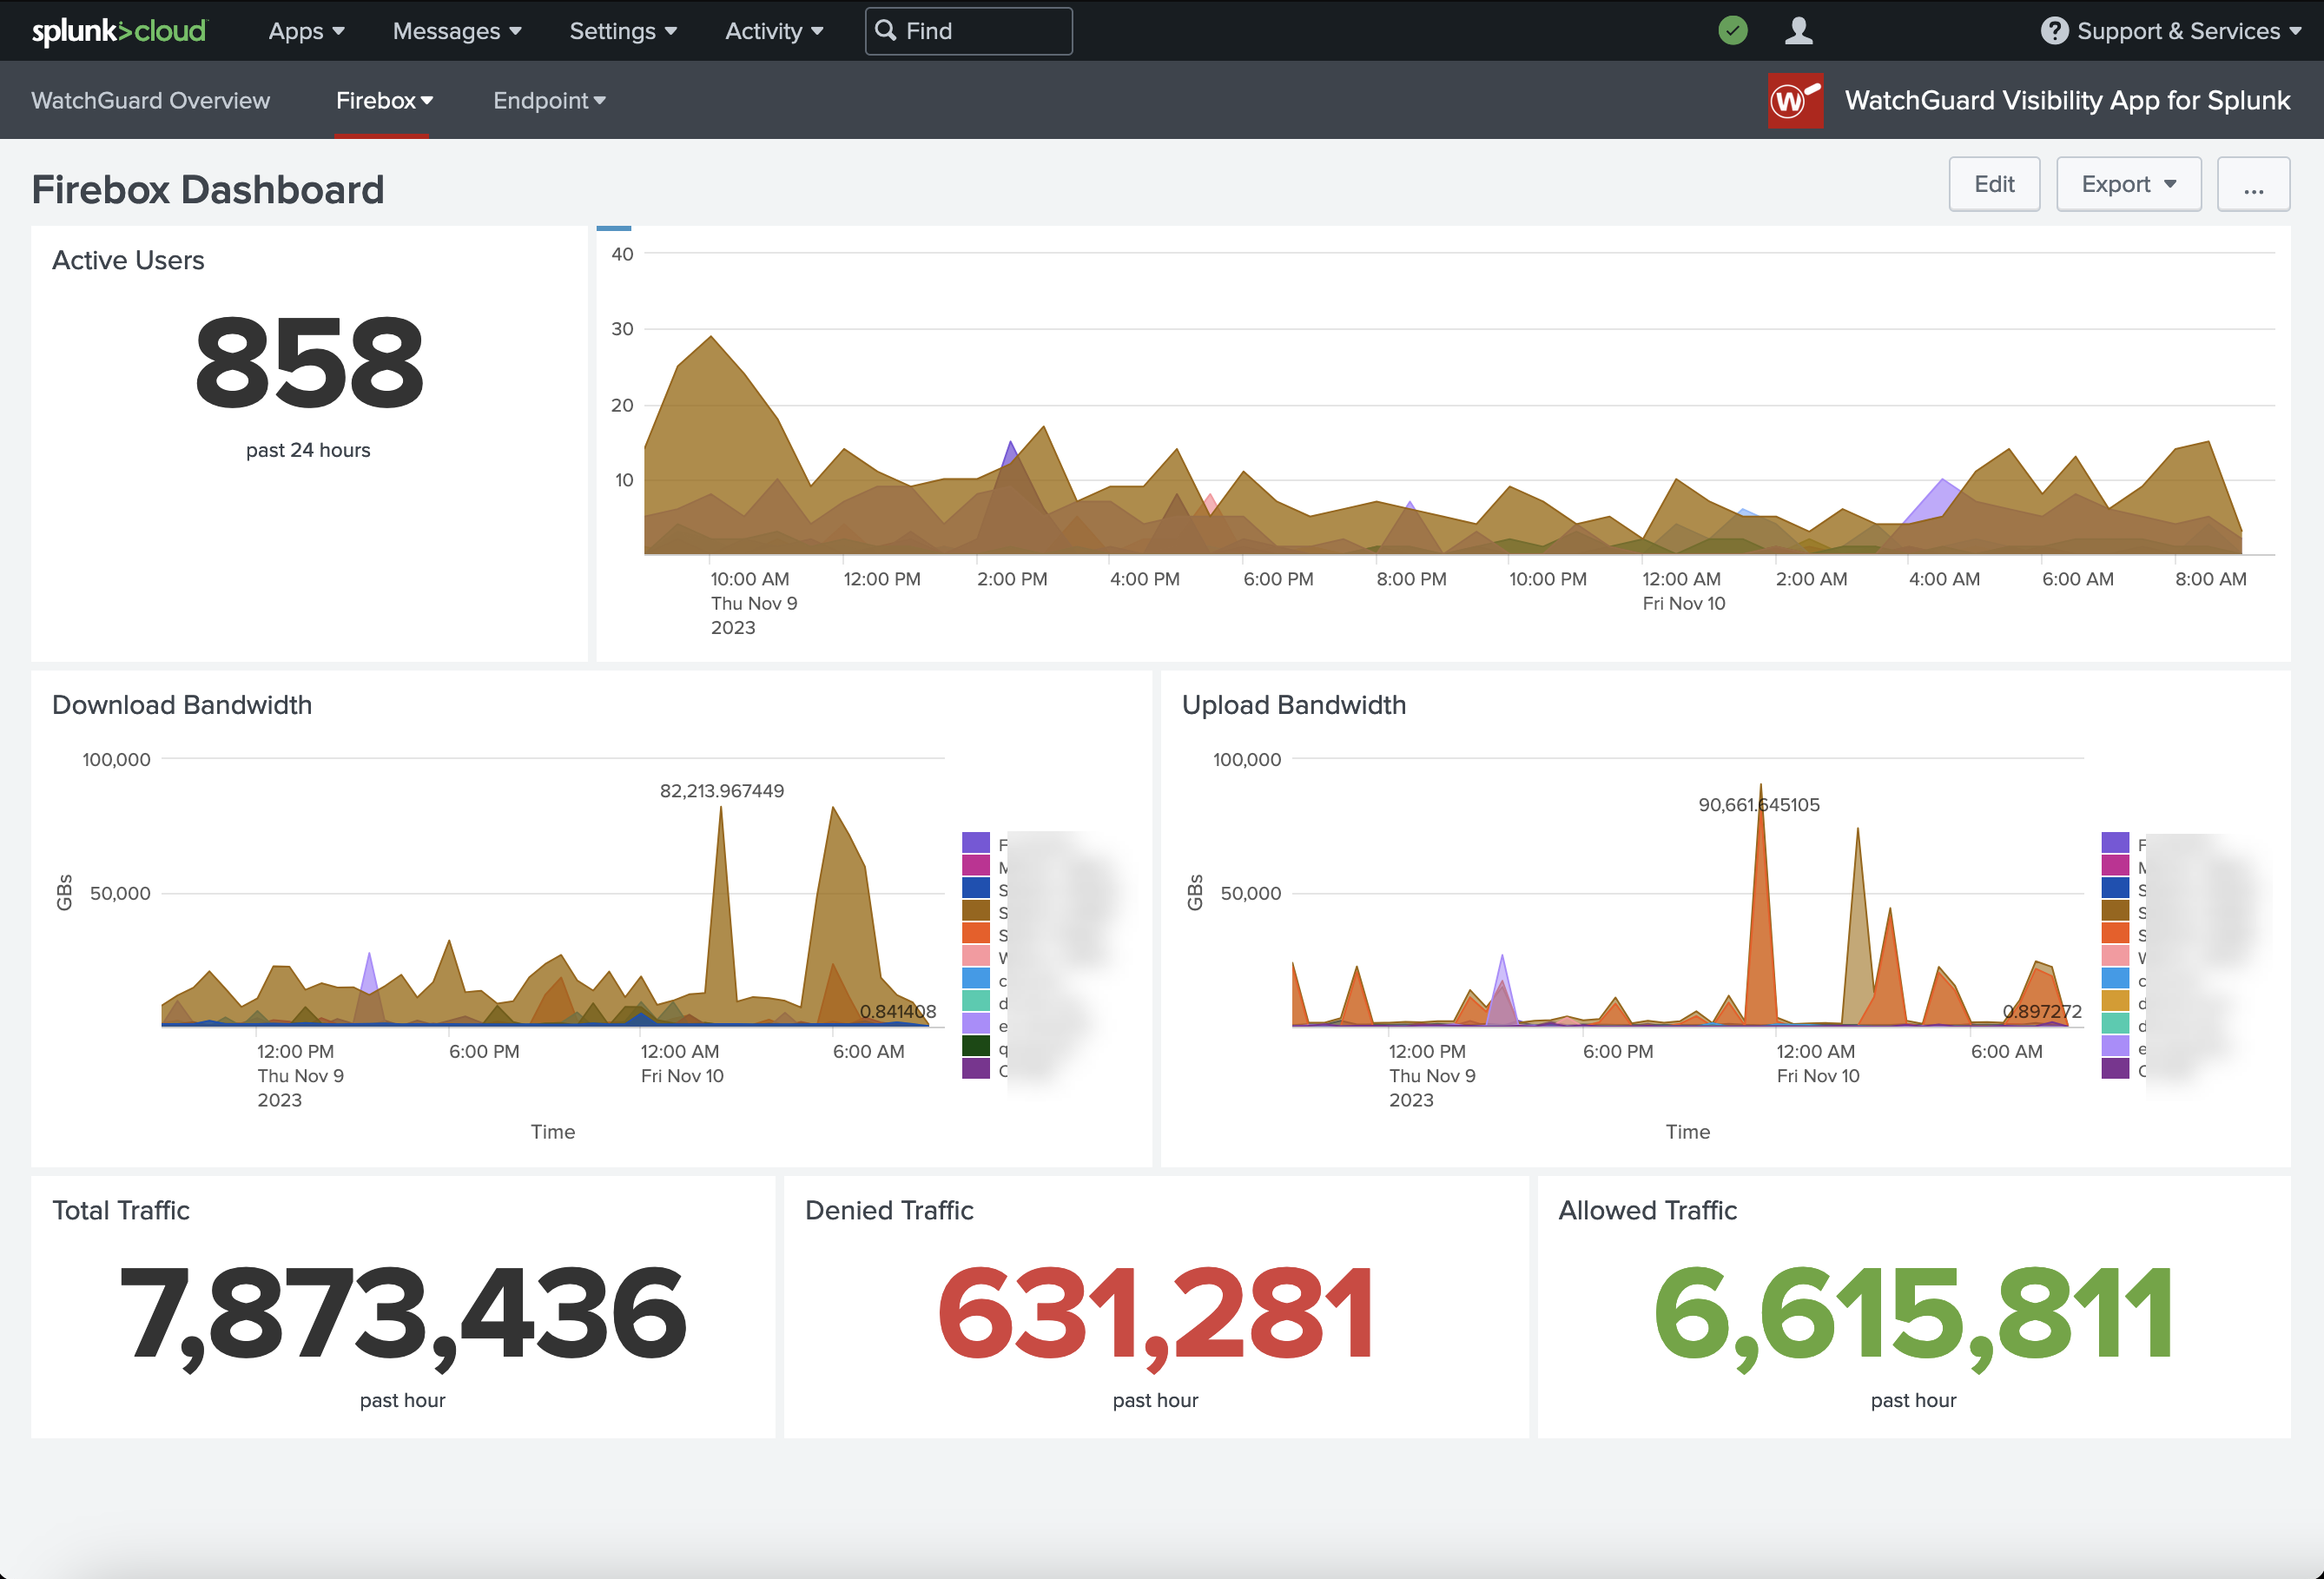 splunk>cloud Apps Messages Settings Activity Find Support & Services
WatchGuard Overview Firebox Endpoint WatchGuard Visibility App for Splunk
Firebox Dashboard
Edit Export ...
Active Users
858
past 24 hours
40
30
20
10
10:00 AM 12:00 PM 2:00 PM 4:00 PM 6:00 PM 8:00 PM 10:00 PM 12:00 AM 2:00 AM 4:00 AM 6:00 AM 8:00 AM
Thu Nov 9 Fri Nov 10
2023
Download Bandwidth
100,000
82,213.967449
GBs
50,000
0.841408
12:00 PM 6:00 PM 12:00 AM 6:00 AM
Thu Nov 9 Fri Nov 10
2023
Time
F
M
S
S
S
W
c
d
e
q
Upload Bandwidth
100,000
90,661.645105
GBs
50,000
0.897272
12:00 PM 6:00 PM 12:00 AM 6:00 AM
Thu Nov 9 Fri Nov 10
2023
Time
F
M
S
S
S
W
c
d
d
e
Total Traffic
7,873,436
past hour
Denied Traffic
631,281
past hour
Allowed Traffic
6,615,811
past hour